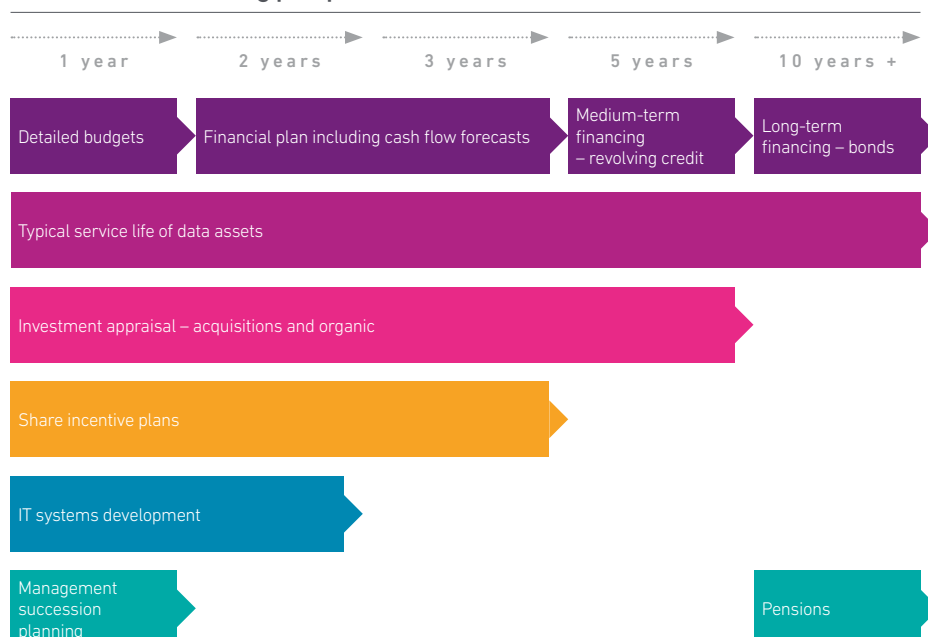 1 year
2 years
3 years
5 years
10 years +
Detailed budgets
Financial plan including cash flow forecasts
Medium-term
financing
– revolving credit
Long-term
financing – bonds
Typical service life of data assets
Investment appraisal – acquisitions and organic
Share incentive plans
IT systems development
Management
succession
planning
Pensions